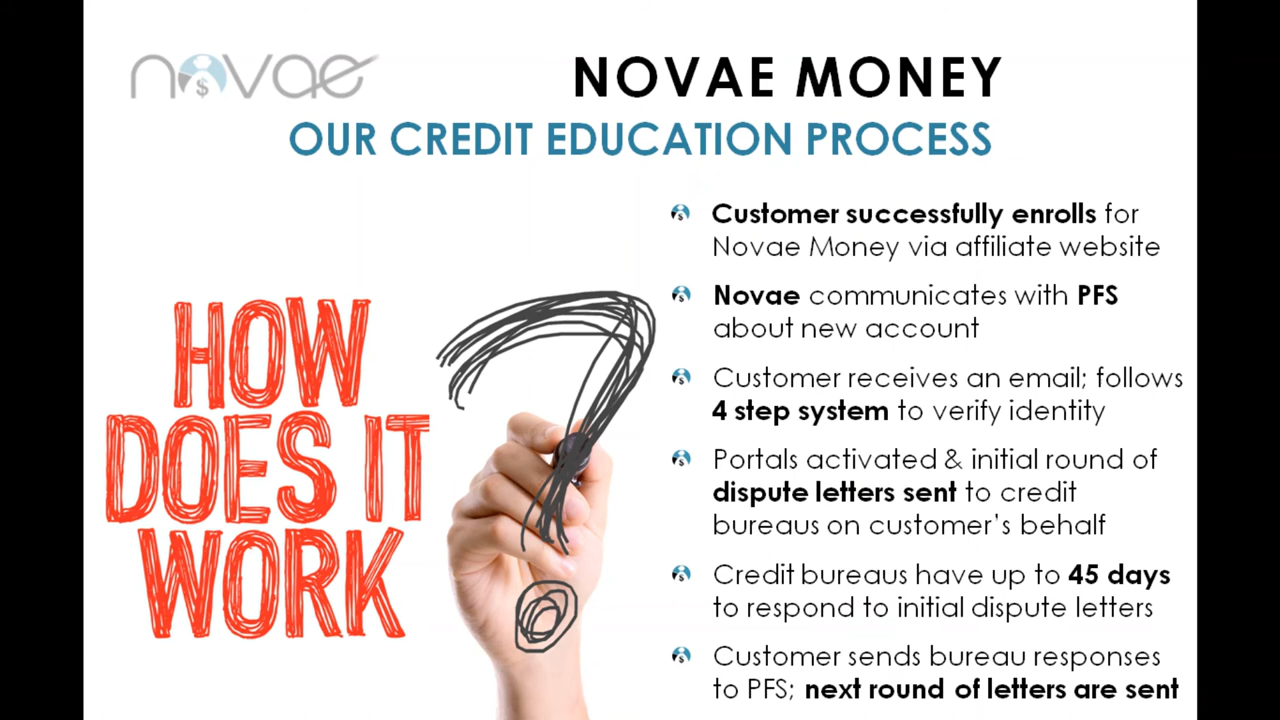 novae
NOVAE MONEY
OUR CREDIT EDUCATION PROCESS
HOW
DOES IT
WORK
Customer successfully enrolls for
Novae Money via affiliate website
Novae communicates with PFS
about new account
Customer receives an email; follows
4 step system to verify identity
Portals activated & initial round of
dispute letters sent to credit
bureaus on customer's behalf
Credit bureaus have up to 45 days
to respond to initial dispute letters
Customer sends bureau responses
to PFS; next round of letters are sent